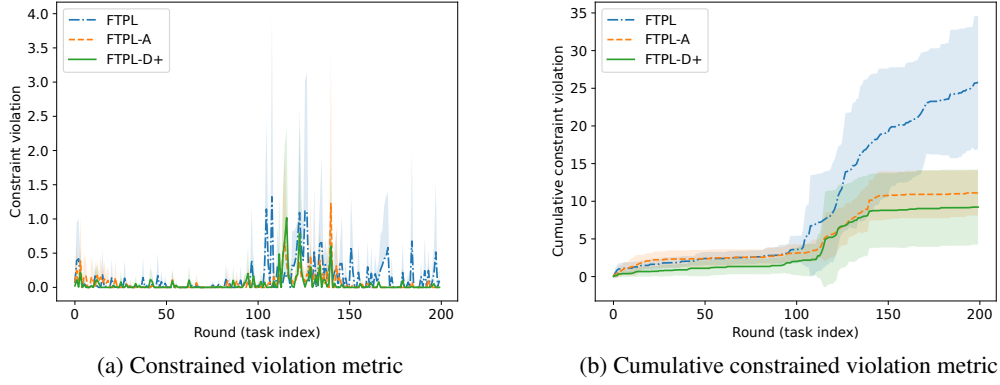 4.0
3.5
3.0
2.5
2.0
1.5
1.0
0.5
0.0
Constraint violation
FTPL
FTPL-A
FTPL-D+
0
50
100
150
200
Round (task index)
(a) Constrained violation metric
35
30
25
20
15
10
5
0
Cumulative constraint violation
FTPL
FTPL-A
FTPL-D+
0
50
100
150
200
Round (task index)
(b) Cumulative constrained violation metric